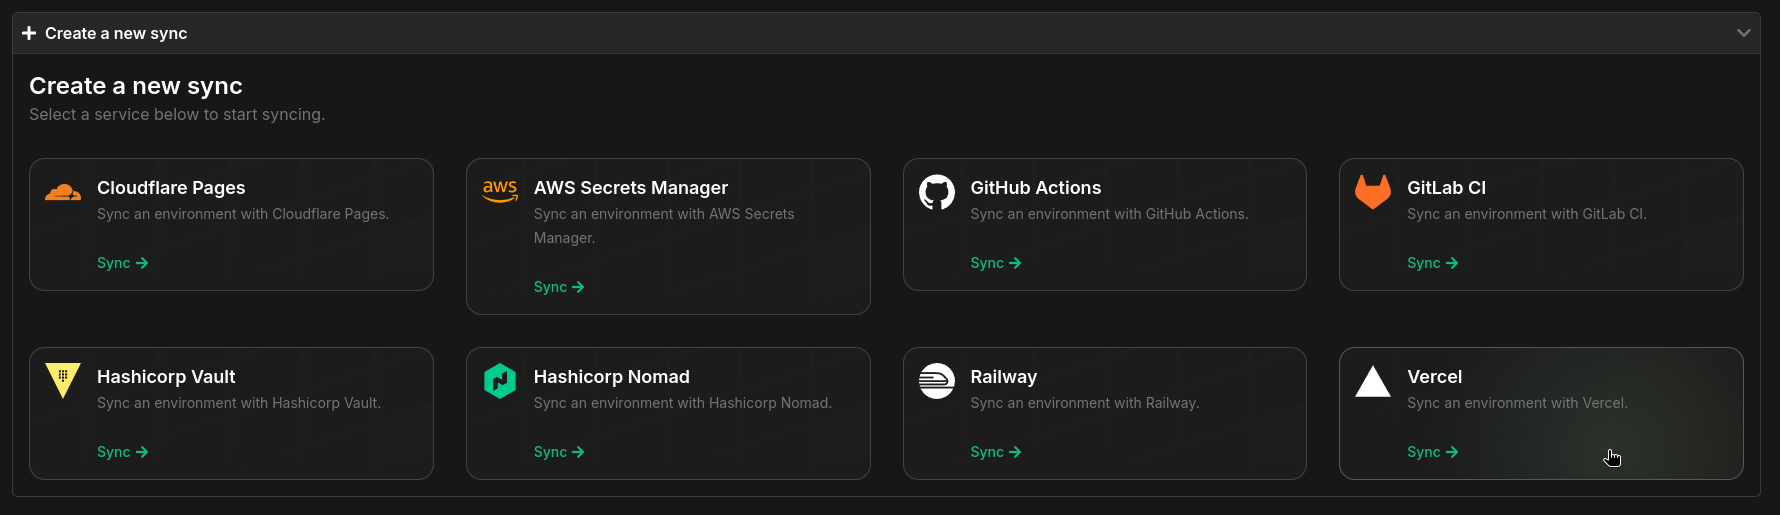 Create a new sync
Create a new sync
Select a service below to start syncing.
Cloudflare Pages
Sync an environment with Cloudflare Pages.
Sync
aws
AWS Secrets Manager
Sync an environment with AWS Secrets
Manager.
Sync
GitHub Actions
Sync an environment with GitHub Actions.
Sync
GitLab CI
Sync an environment with GitLab CI.
Sync
Hashicorp Vault
Sync an environment with Hashicorp Vault.
Sync
Hashicorp Nomad
Sync an environment with Hashicorp Nomad.
Sync
Railway
Sync an environment with Railway.
Sync
Vercel
Sync an environment with Vercel.
Sync